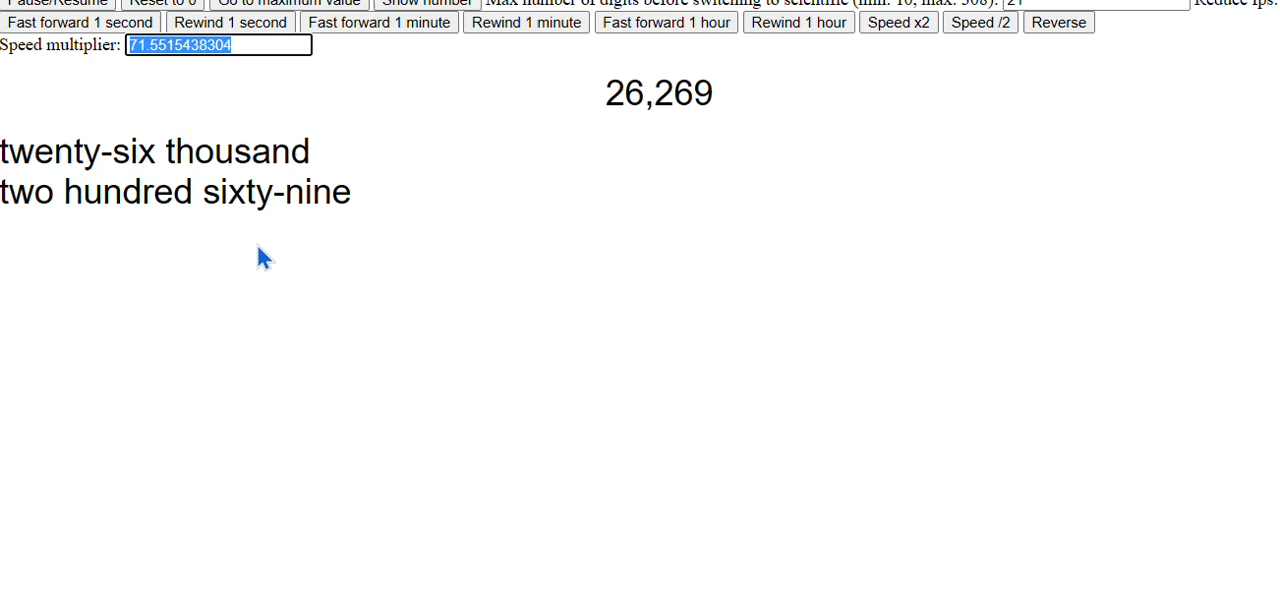 Pause/Resume Reset to 0 Go to maximum value Show number Max number of digits before switching to scientific (min: 10, max: 308): 21 Reduce fps:
Fast forward 1 second Rewind 1 second Fast forward 1 minute Rewind 1 minute Fast forward 1 hour Rewind 1 hour Speed x2 Speed /2 Reverse
Speed multiplier: 71.5515438304
26,269
twenty-six thousand
two hundred sixty-nine